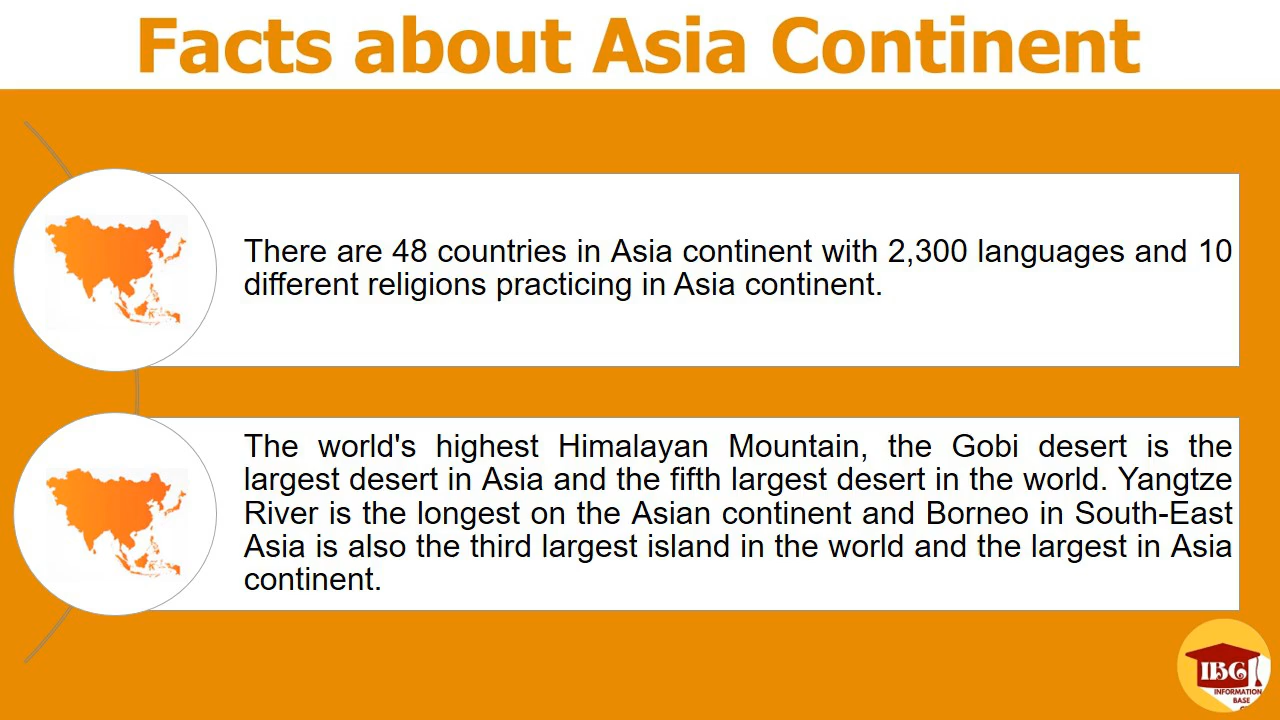 Facts about Asia Continent
There are 48 countries in Asia continent with 2,300 languages and 10
different religions practicing in Asia continent.
The world's highest Himalayan Mountain, the Gobi desert is the
largest desert in Asia and the fifth largest desert in the world. Yangtze
River is the longest on the Asian continent and Borneo in South-East
Asia is also the third largest island in the world and the largest in Asia
continent.
IBG
INFORMATION
BASE